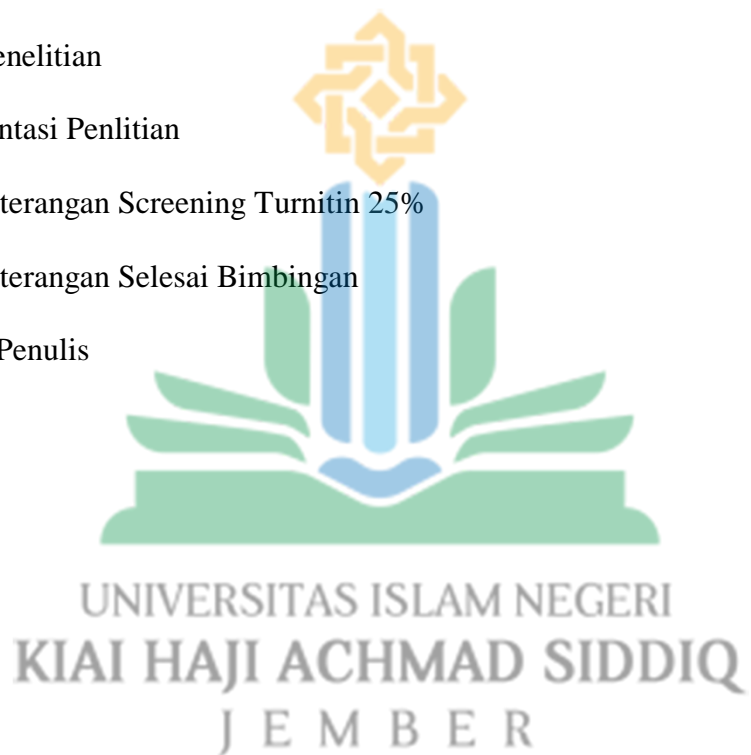 enelitian
ntasi Penlitian
terangan Screening Turnitin 25%
terangan Selesai Bimbingan
Penulis
UNIVERSITAS ISLAM NEGERI
KIAI HAJI ACHMAD SIDDIQ
J E M B E R